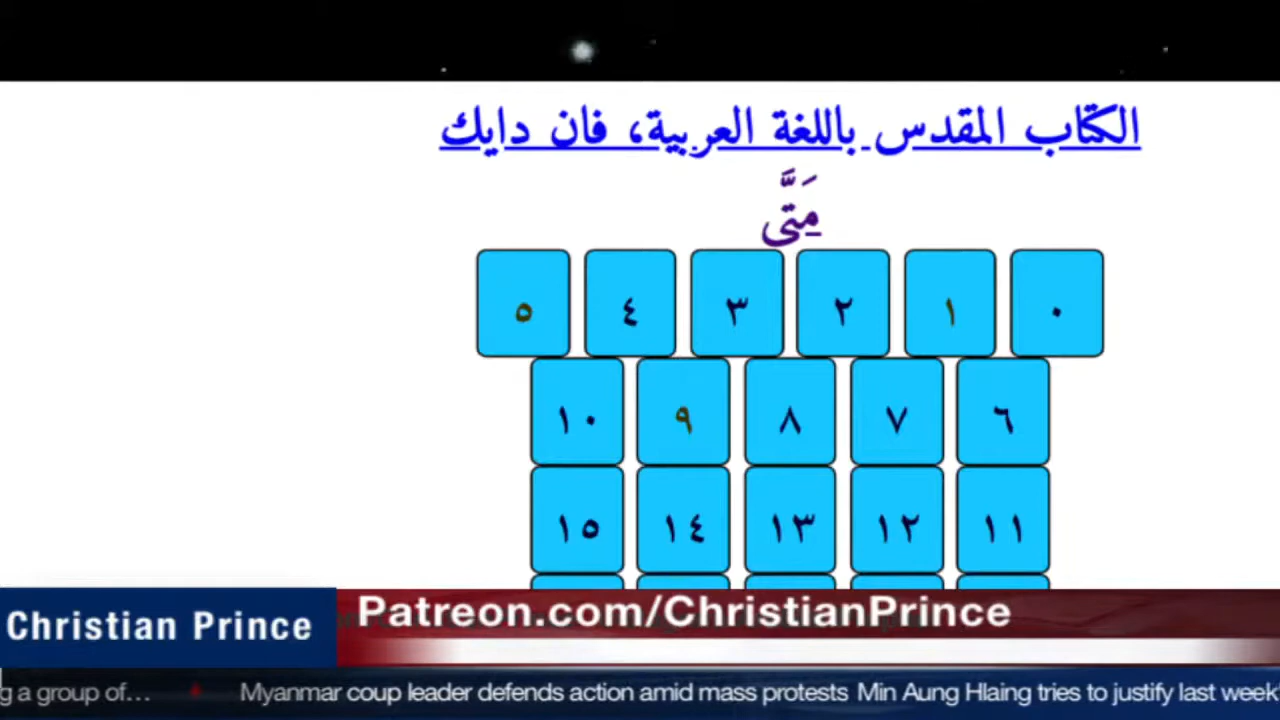 الكتاب المقدس باللغة العربية، فان دايك
مَتَّى
٠ ١ ٢ ٣ ٤ ٥
٦ ٧ ٨ ٩ ١٠
١١ ١٢ ١٣ ١٤ ١٥
Christian Prince
Patreon.com/ChristianPrince
g a group of… Myanmar coup leader defends action amid mass protests Min Aung Hlaing tries to justify last week